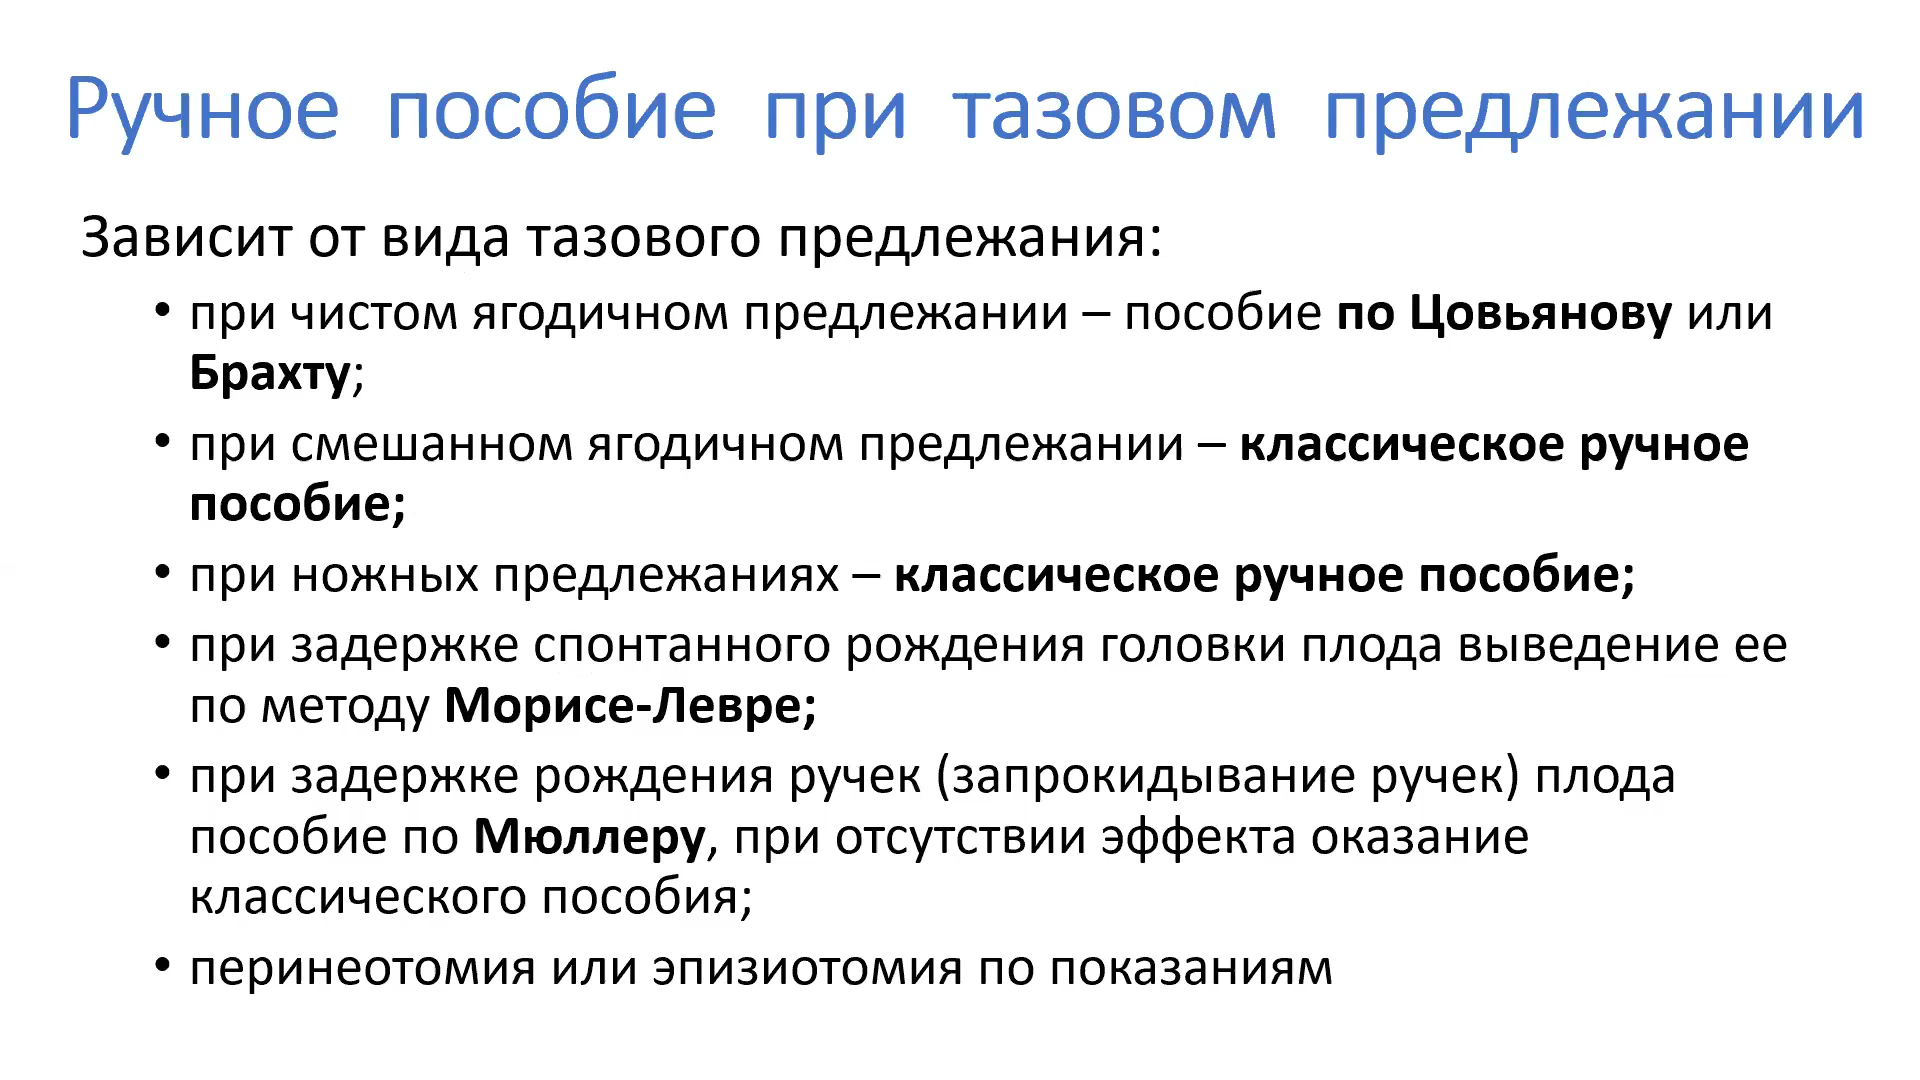 Ручное пособие при тазовом предлежании
Зависит от вида тазового предлежания:
• при чистом ягодичном предлежании – пособие по Цовьянову или
Брахту;
• при смешанном ягодичном предлежании – классическое ручное
пособие;
• при ножных предлежаниях – классическое ручное пособие;
• при задержке спонтанного рождения головки плода выведение ее
по методу Морисе-Левре;
• при задержке рождения ручек (запрокидывание ручек) плода
пособие по Мюллеру, при отсутствии эффекта оказание
классического пособия;
• перинеотомия или эпизиотомия по показаниям